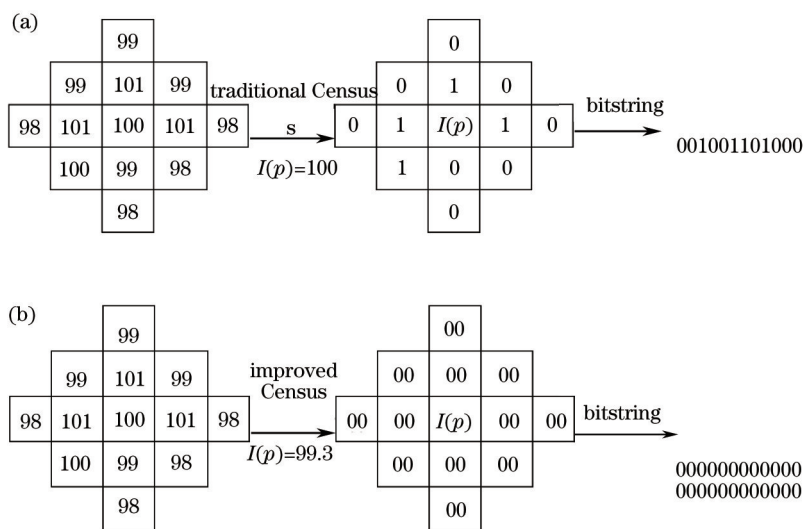 (a)
99
99 101 99
98 101 100 101 98
100 99 98
98
traditional Census
s
I(p)=100
0
0 1 0
0 1 I(p) 1 0
1 0 0
0
bitstring
001001101000
(b)
99
99 101 99
98 101 100 101 98
100 99 98
98
improved
Census
I(p)=99.3
00
00 00 00
00 00 I(p) 00 00
00 00 00
00
bitstring
000000000000
000000000000